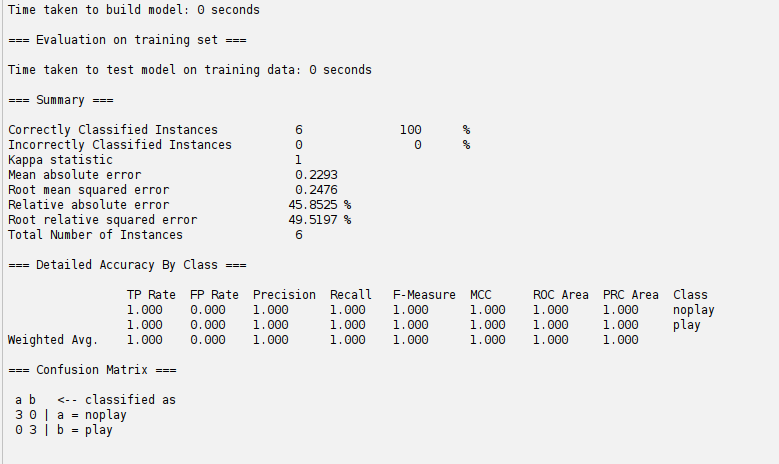 Time taken to build model: 0 seconds
=== Evaluation on training set ===
Time taken to test model on training data: 0 seconds
=== Summary ===
Correctly Classified Instances           6              100      %
Incorrectly Classified Instances         0                0      %
Kappa statistic                          1
Mean absolute error                      0.2293
Root mean squared error                  0.2476
Relative absolute error                 45.8525 %
Root relative squared error             49.5197 %
Total Number of Instances                6
=== Detailed Accuracy By Class ===
                 TP Rate  FP Rate  Precision  Recall   F-Measure  MCC      ROC Area  PRC Area  Class
                 1.000    0.000    1.000      1.000    1.000      1.000    1.000     1.000     noplay
                 1.000    0.000    1.000      1.000    1.000      1.000    1.000     1.000     play
Weighted Avg.    1.000    0.000    1.000      1.000    1.000      1.000    1.000     1.000
=== Confusion Matrix ===
 a b   <-- classified as
 3 0 | a = noplay
 0 3 | b = play